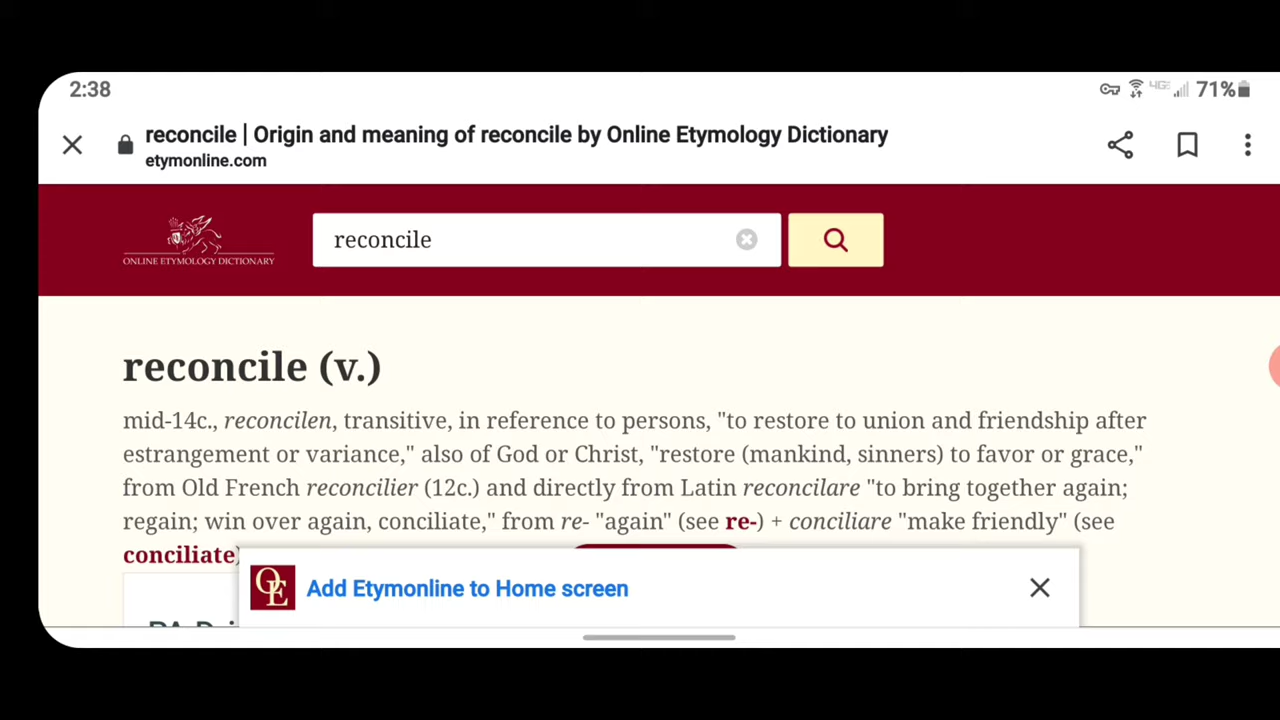 2:38
4G 71%
reconcile | Origin and meaning of reconcile by Online Etymology Dictionary
etymonline.com
ONLINE ETYMOLOGY DICTIONARY
reconcile
reconcile (v.)
mid-14c., reconcilen, transitive, in reference to persons, "to restore to union and friendship after
estrangement or variance," also of God or Christ, "restore (mankind, sinners) to favor or grace,"
from Old French reconcilier (12c.) and directly from Latin reconcilare "to bring together again;
regain; win over again, conciliate," from re- "again" (see re-) + conciliare "make friendly" (see
conciliate)
OE Add Etymonline to Home screen